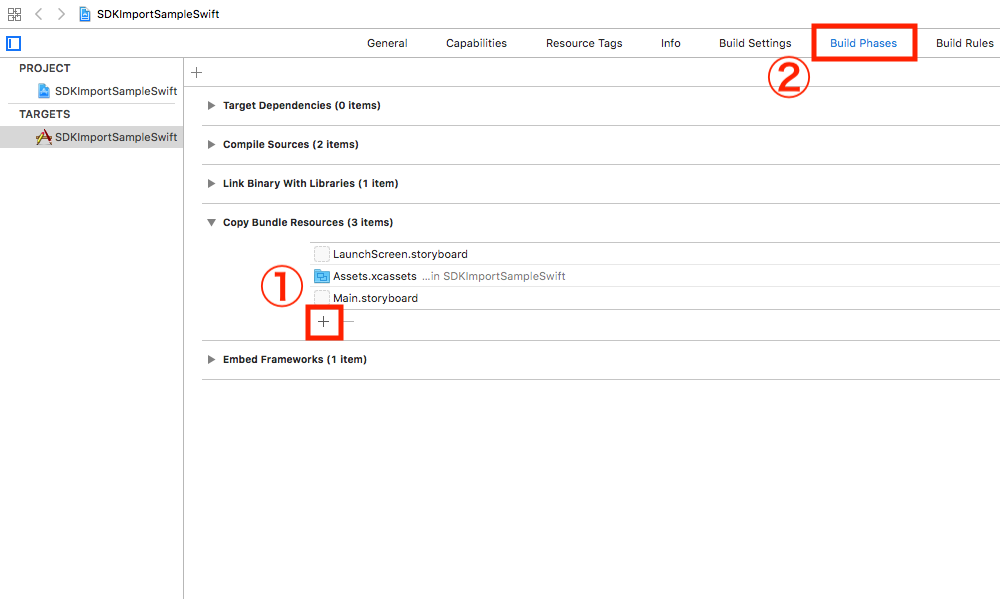 SDKImportSampleSwift
General Capabilities Resource Tags Info Build Settings Build Phases Build Rules
②
PROJECT
SDKImportSampleSwift
TARGETS
SDKImportSampleSwift
Target Dependencies (0 items)
Compile Sources (2 items)
Link Binary With Libraries (1 item)
Copy Bundle Resources (3 items)
LaunchScreen.storyboard
①
Assets.xcassets ...in SDKImportSampleSwift
Main.storyboard
Embed Frameworks (1 item)